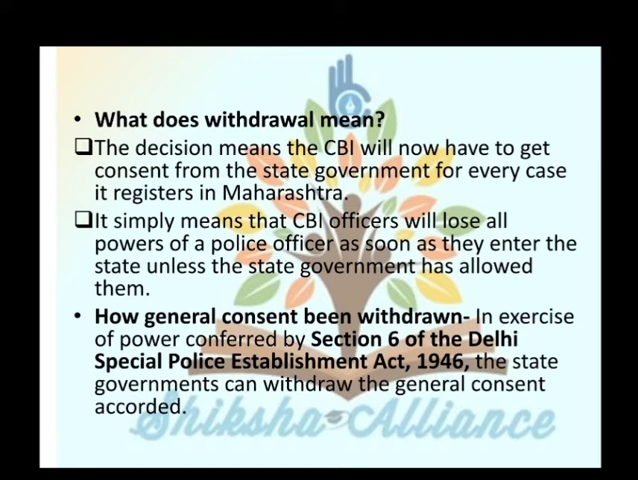 • What does withdrawal mean?
❑The decision means the CBI will now have to get
consent from the state government for every case
it registers in Maharashtra.
❑It simply means that CBI officers will lose all
powers of a police officer as soon as they enter the
state unless the state government has allowed
them.
• How general consent been withdrawn- In exercise
of power conferred by Section 6 of the Delhi
Special Police Establishment Act, 1946, the state
governments can withdraw the general consent
accorded.
Shiksha Alliance